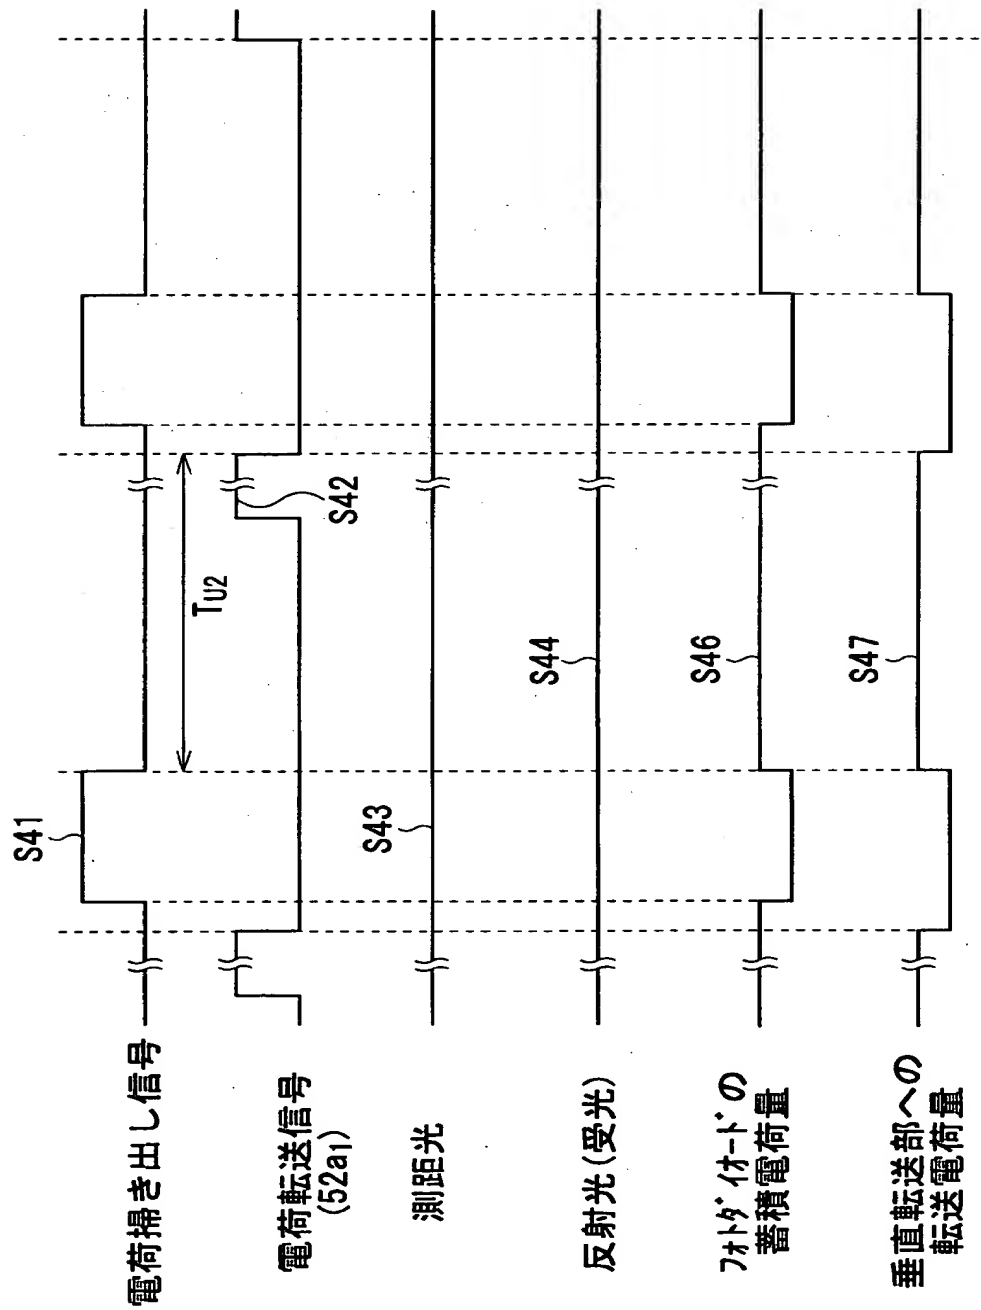 電荷掃き出し信号
S41
TU2
電荷転送信号
(52a1)
S42
測距光
S43
反射光(受光)
S44
ﾌｫﾄﾀﾞｲｵｰﾄﾞの
蓄積電荷量
S46
垂直転送部への
転送電荷量
S47